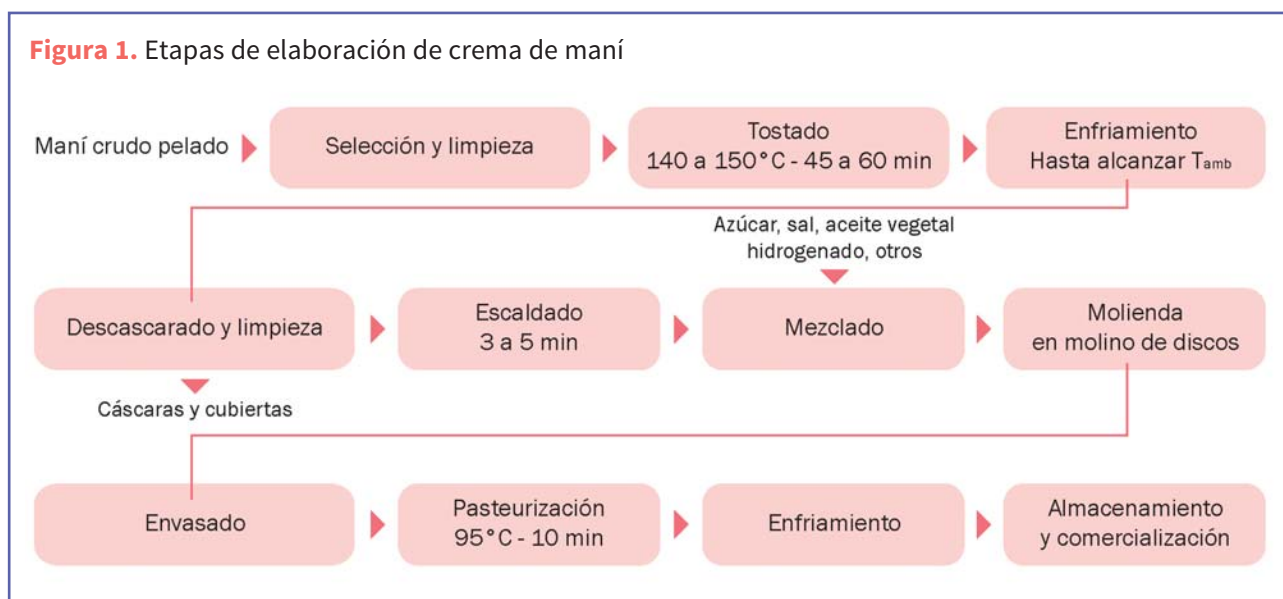 Figura 1. Etapas de elaboración de crema de maní
Maní crudo pelado
Selección y limpieza
Tostado
140 a 150°C - 45 a 60 min
Enfriamiento
Hasta alcanzar Tamb
Azúcar, sal, aceite vegetal
hidrogenado, otros
Descascarado y limpieza
Escaldado
3 a 5 min
Mezclado
Molienda
en molino de discos
Cáscaras y cubiertas
Envasado
Pasteurización
95°C - 10 min
Enfriamiento
Almacenamiento
y comercialización